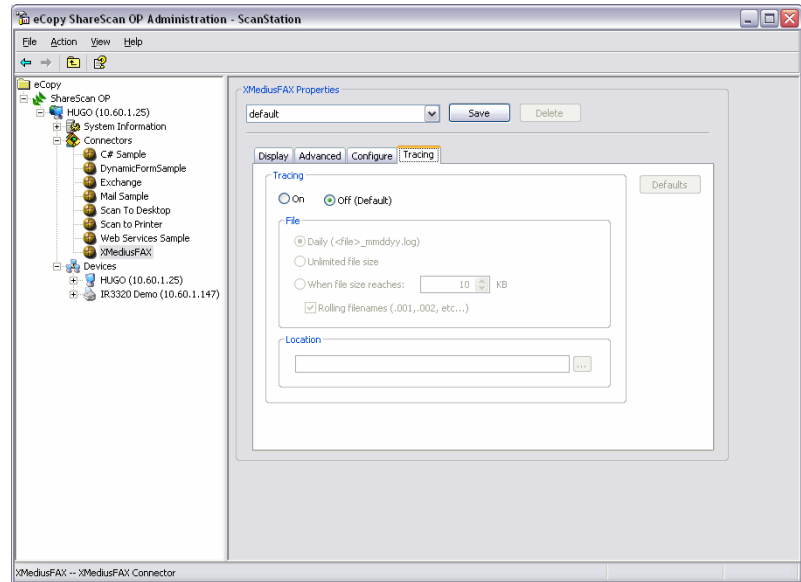 eCopy ShareScan OP Administration - ScanStation
File Action View Help
eCopy
ShareScan OP
HUGO (10.60.1.25)
System Information
Connectors
C# Sample
DynamicFormSample
Exchange
Mail Sample
Scan To Desktop
Scan to Printer
Web Services Sample
XMediusFAX
Devices
HUGO (10.60.1.25)
IR3320 Demo (10.60.1.147)
XMediusFAX Properties
default Save Delete
Display Advanced Configure Tracing
Tracing
Defaults
On Off (Default)
File
Daily (<file>_mmddyy.log)
Unlimited file size
When file size reaches: 10 KB
Rolling filenames (.001,.002, etc...)
Location
...
XMediusFAX -- XMediusFAX Connector